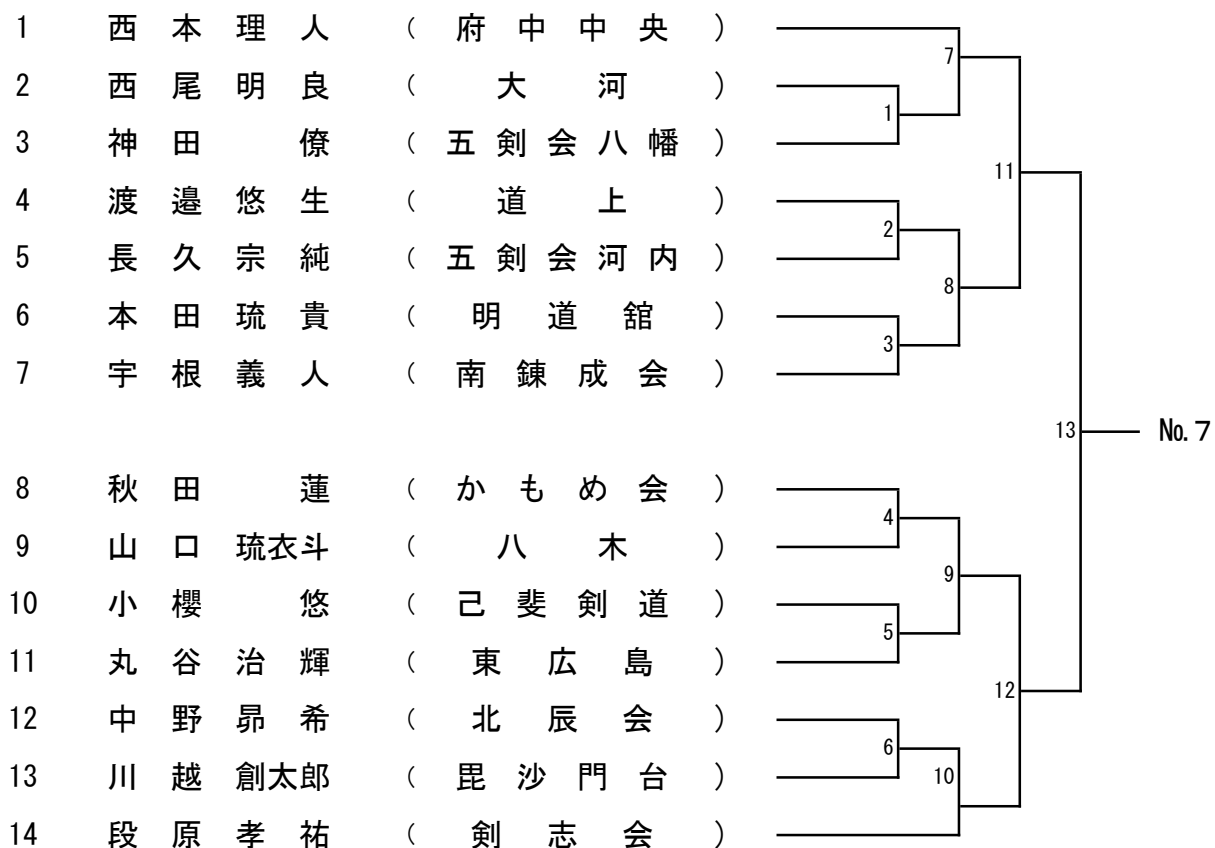 1 西本理人 (府中中央)
7
2 西尾明良 (大河)
1
3 神田僚 (五剣会八幡)
11
4 渡邉悠生 (道上)
2
5 長久宗純 (五剣会河内)
8
6 本田琉貴 (明道舘)
3
7 宇根義人 (南錬成会)
13 №7
8 秋田蓮 (かもめ会)
4
9 山口琉衣斗 (八木)
9
10 小櫻悠 (己斐剣道)
5
11 丸谷治輝 (東広島)
12
12 中野昴希 (北辰会)
6
13 川越創太郎 (毘沙門台)
10
14 段原孝祐 (剣志会)